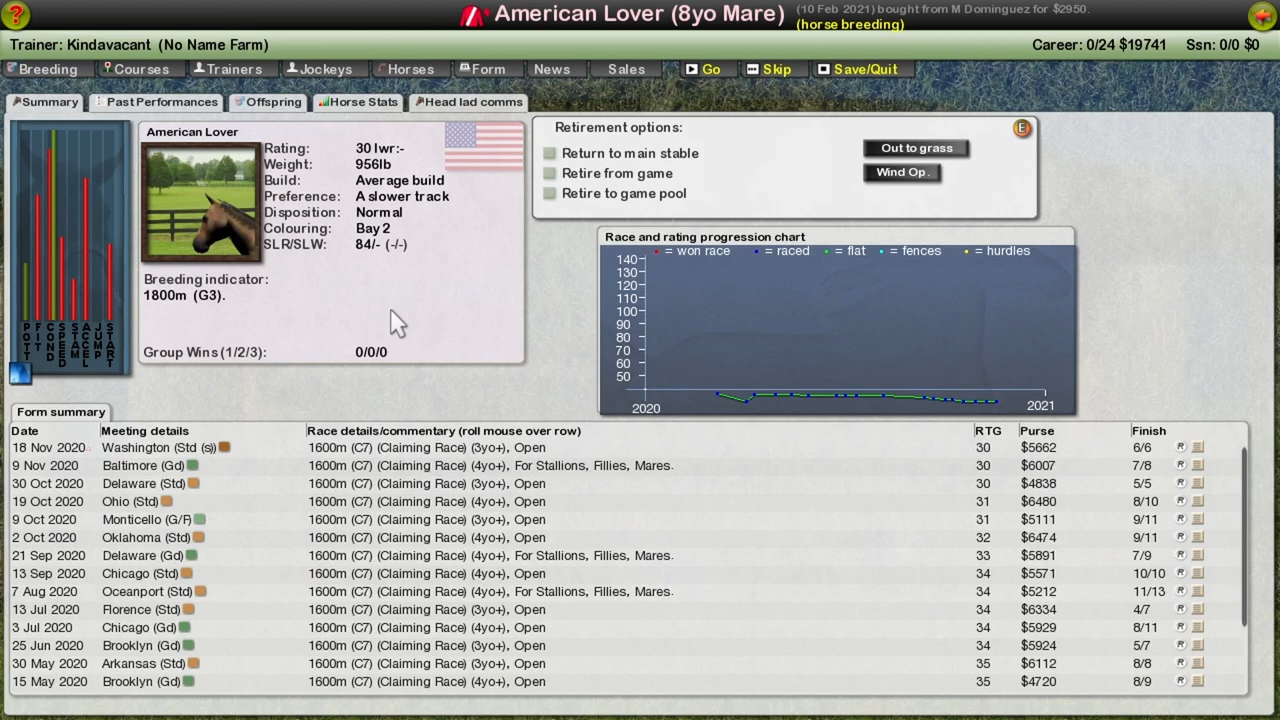 American Lover (8yo Mare)
(10 Feb 2021) bought from M Dominguez for $2950.
(horse breeding)
Trainer: Kindavacant (No Name Farm)
Career: 0/24 $19741 Ssn: 0/0 $0
Breeding Courses Trainers Jockeys Horses Form News Sales Go Skip Save/Quit
Summary Past Performances Offspring Horse Stats Head lad comms
American Lover
Rating: 30 lwr:-
Weight: 956lb
Build: Average build
Preference: A slower track
Disposition: Normal
Colouring: Bay 2
SLR/SLW: 84/- (-/-)
Breeding indicator:
1800m (G3).
Group Wins (1/2/3): 0/0/0
POTT FIT COND SPEED STAM ACCEL JUMP START
Retirement options:
E
Return to main stable
Retire from game
Retire to game pool
Out to grass
Wind Op.
Race and rating progression chart
= won race = raced = flat = fences = hurdles
140
130
120
110
100
90
80
70
60
50
2020 2021
Form summary
Date Meeting details Race details/commentary (roll mouse over row) RTG Purse Finish
18 Nov 2020 Washington (Std (s)) 1600m (C7) (Claiming Race) (3yo+), Open 30 $5662 6/6 R
9 Nov 2020 Baltimore (Gd) 1600m (C7) (Claiming Race) (3yo+), For Stallions, Fillies, Mares. 30 $6007 7/8 R
30 Oct 2020 Delaware (Std) 1600m (C7) (Claiming Race) (3yo+), Open 30 $4838 5/5 R
19 Oct 2020 Ohio (Std) 1600m (C7) (Claiming Race) (4yo+), Open 31 $6480 8/10 R
9 Oct 2020 Monticello (G/F) 1600m (C7) (Claiming Race) (3yo+), Open 31 $5111 9/11 R
2 Oct 2020 Oklahoma (Std) 1600m (C7) (Claiming Race) (4yo+), Open 32 $6474 9/11 R
21 Sep 2020 Delaware (Gd) 1600m (C7) (Claiming Race) (4yo+), For Stallions, Fillies, Mares. 33 $5891 7/9 R
13 Sep 2020 Chicago (Std) 1600m (C7) (Claiming Race) (4yo+), Open 34 $5571 10/10 R
7 Aug 2020 Oceanport (Std) 1600m (C7) (Claiming Race) (4yo+), For Stallions, Fillies, Mares. 34 $5212 11/13 R
13 Jul 2020 Florence (Std) 1600m (C7) (Claiming Race) (3yo+), Open 34 $6334 4/7 R
3 Jul 2020 Chicago (Gd) 1600m (C7) (Claiming Race) (3yo+), Open 34 $5929 8/11 R
25 Jun 2020 Brooklyn (Gd) 1600m (C7) (Claiming Race) (3yo+), Open 34 $5924 5/7 R
30 May 2020 Arkansas (Std) 1600m (C7) (Claiming Race) (3yo+), Open 35 $6112 8/8 R
15 May 2020 Brooklyn (Gd) 1600m (C7) (Claiming Race) (4yo+), Open 35 $4720 8/9 R